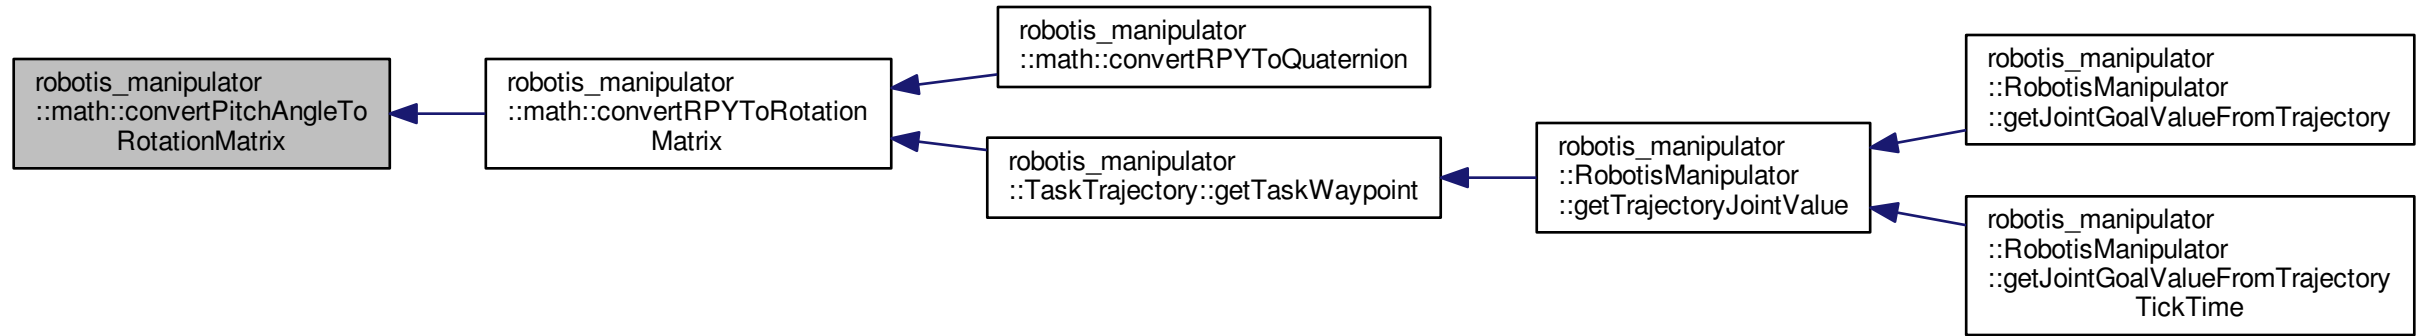 robotis_manipulator
::math::convertPitchAngleTo
RotationMatrix
robotis_manipulator
::math::convertRPYToRotation
Matrix
robotis_manipulator
::math::convertRPYToQuaternion
robotis_manipulator
::TaskTrajectory::getTaskWaypoint
robotis_manipulator
::RobotisManipulator
::getTrajectoryJointValue
robotis_manipulator
::RobotisManipulator
::getJointGoalValueFromTrajectory
robotis_manipulator
::RobotisManipulator
::getJointGoalValueFromTrajectory
TickTime